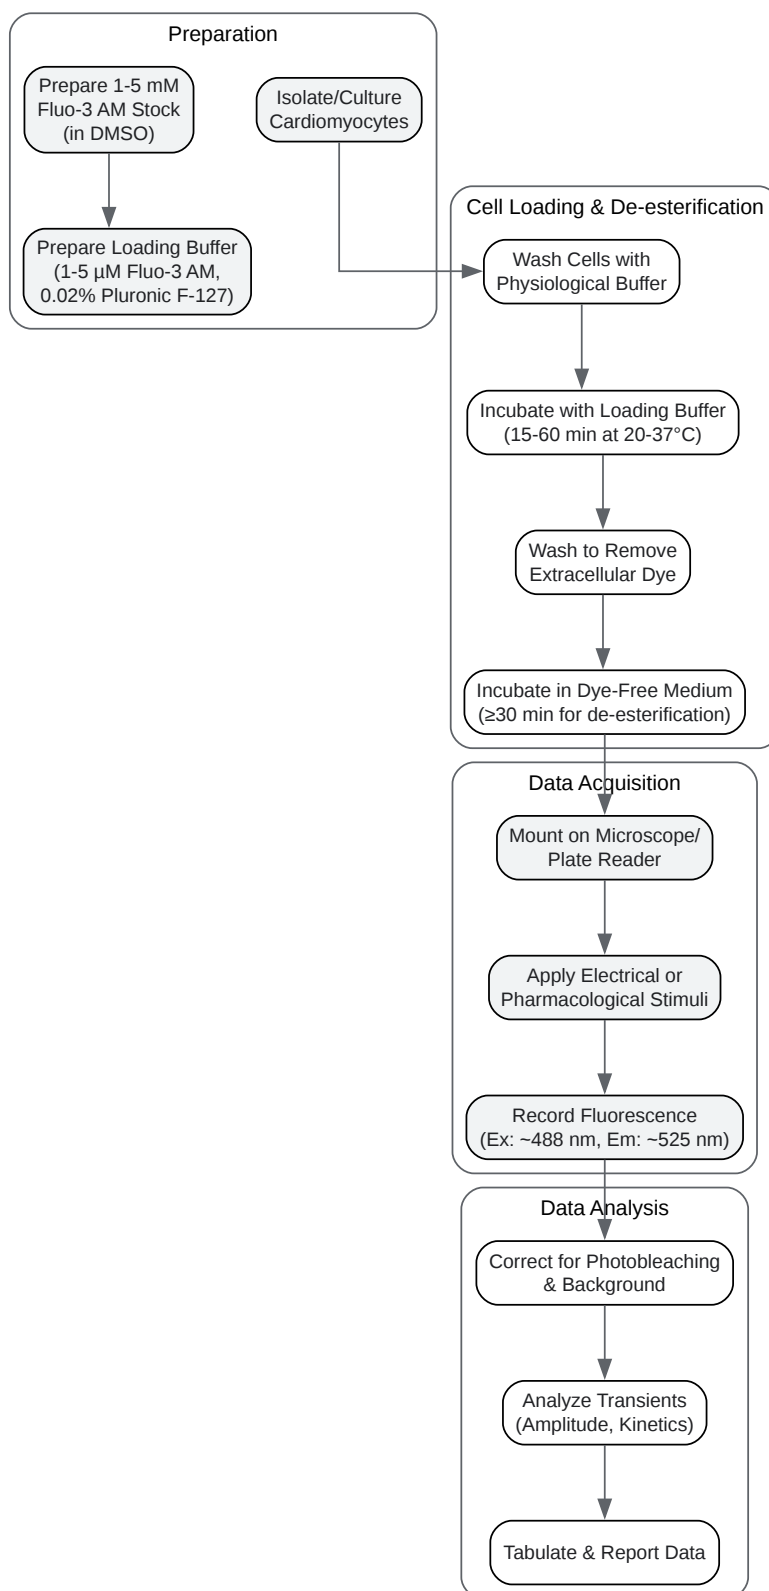 Preparation
Prepare 1-5 mM
Fluo-3 AM Stock
(in DMSO)
Isolate/Culture
Cardiomyocytes
Prepare Loading Buffer
(1-5 µM Fluo-3 AM,
0.02% Pluronic F-127)
Cell Loading & De-esterification
Wash Cells with
Physiological Buffer
Incubate with Loading Buffer
(15-60 min at 20-37°C)
Wash to Remove
Extracellular Dye
Incubate in Dye-Free Medium
(≥30 min for de-esterification)
Data Acquisition
Mount on Microscope/
Plate Reader
Apply Electrical or
Pharmacological Stimuli
Record Fluorescence
(Ex: ~488 nm, Em: ~525 nm)
Data Analysis
Correct for Photobleaching
& Background
Analyze Transients
(Amplitude, Kinetics)
Tabulate & Report Data